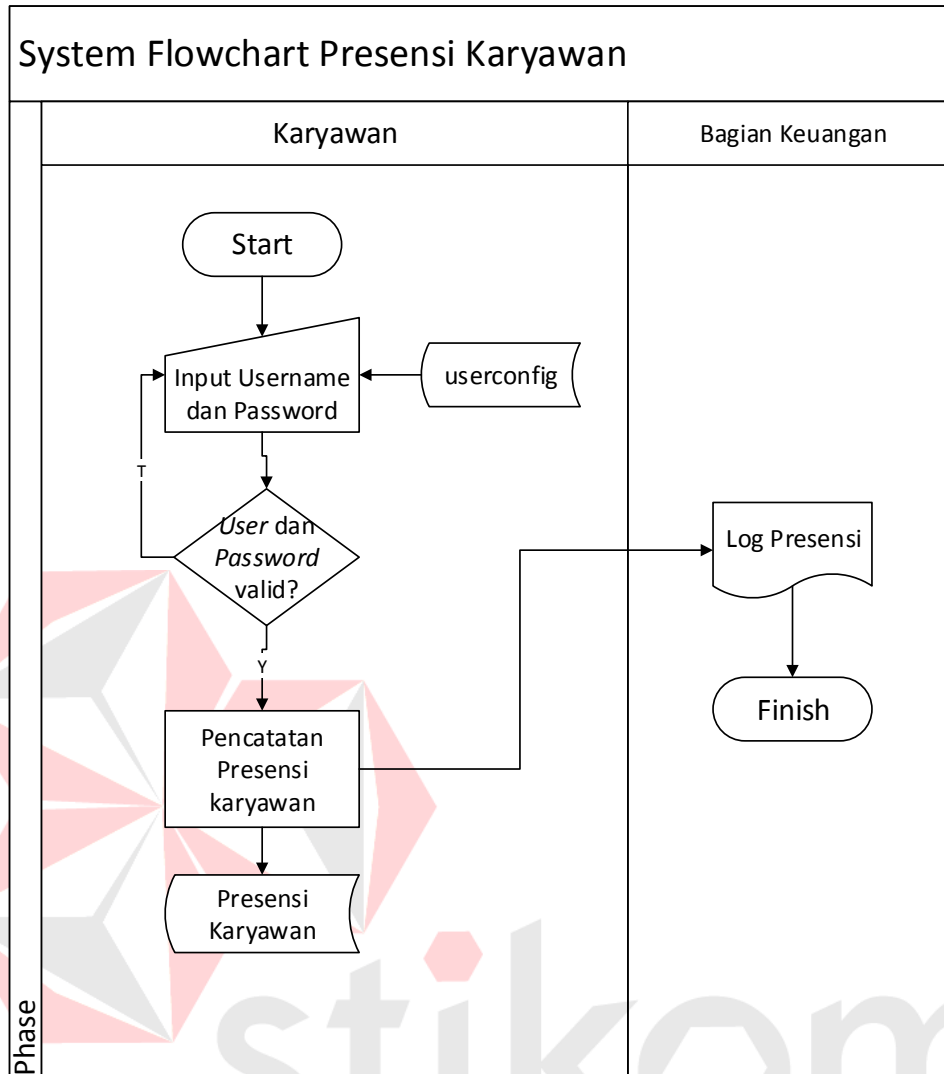 System Flowchart Presensi Karyawan
Karyawan
Bagian Keuangan
Start
Input Username
dan Password
userconfig
T
User dan
Password
valid?
Y
Log Presensi
Pencatatan
Presensi
karyawan
Finish
Presensi
Karyawan
Phase
stikom